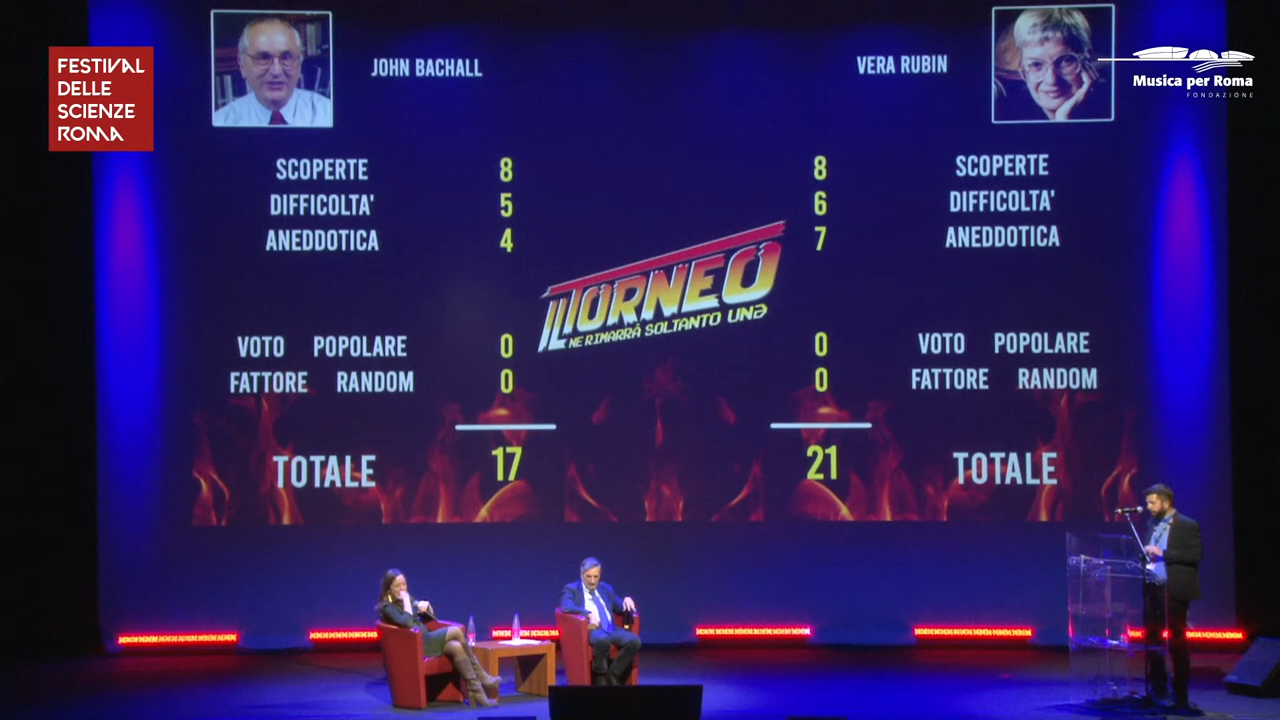 FESTIVAL
DELLE
SCIENZE
ROMA
JOHN BACHALL
VERA RUBIN
Musica per Roma
FONDAZIONE
SCOPERTE 8
DIFFICOLTA' 5
ANEDDOTICA 4
8 SCOPERTE
6 DIFFICOLTA'
7 ANEDDOTICA
IL TORNEO
NE RIMARRÀ SOLTANTO UNƏ
VOTO POPOLARE 0
FATTORE RANDOM 0
0 VOTO POPOLARE
0 FATTORE RANDOM
TOTALE 17
21 TOTALE